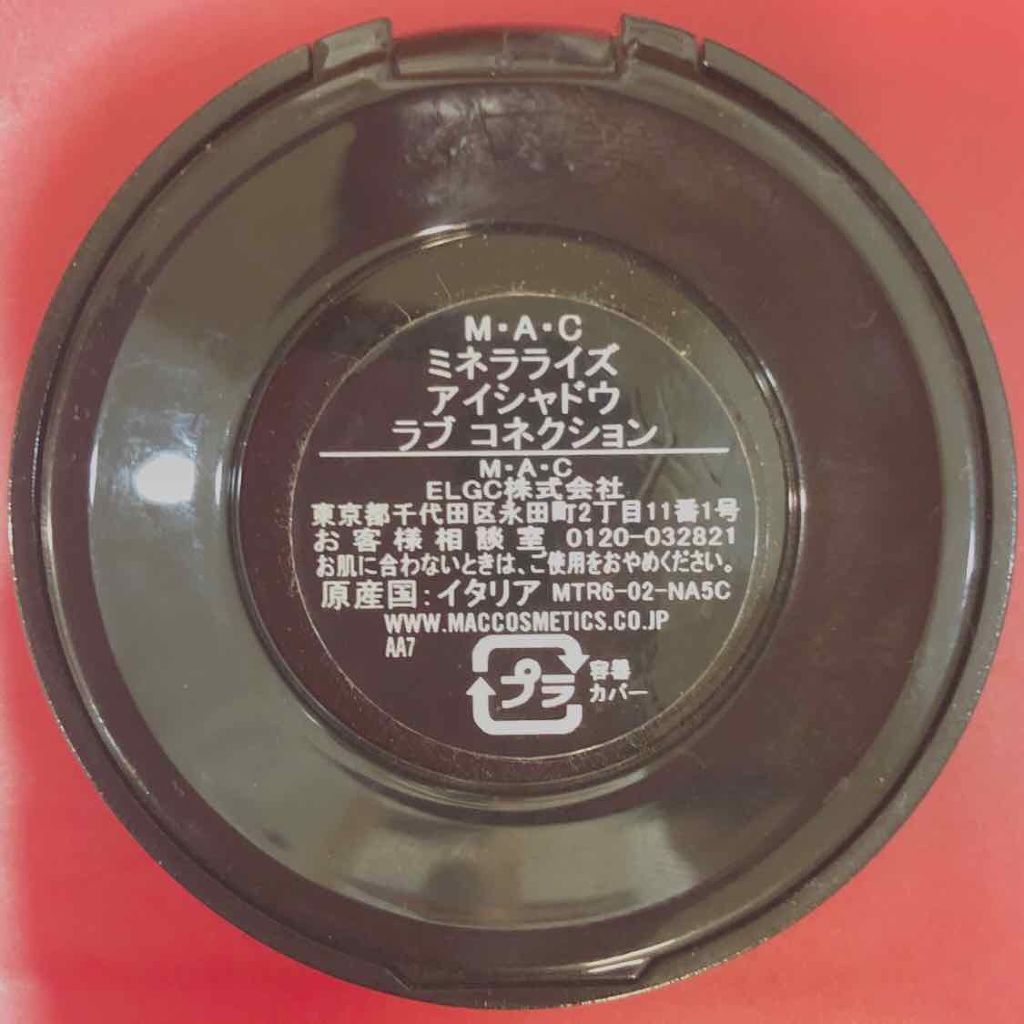 M・A・C
ミネラライズ
アイシャドウ
ラブ コネクション
M・A・C
ELGC株式会社
東京都千代田区永田町2丁目11番1号
お客様相談室 0120-032821
お肌に合わないときは、ご使用をおやめください。
原産国：イタリア MTR6-02-NA5C
WWW.MACCOSMETICS.CO.JP
AA7
プラ
容器
カバー